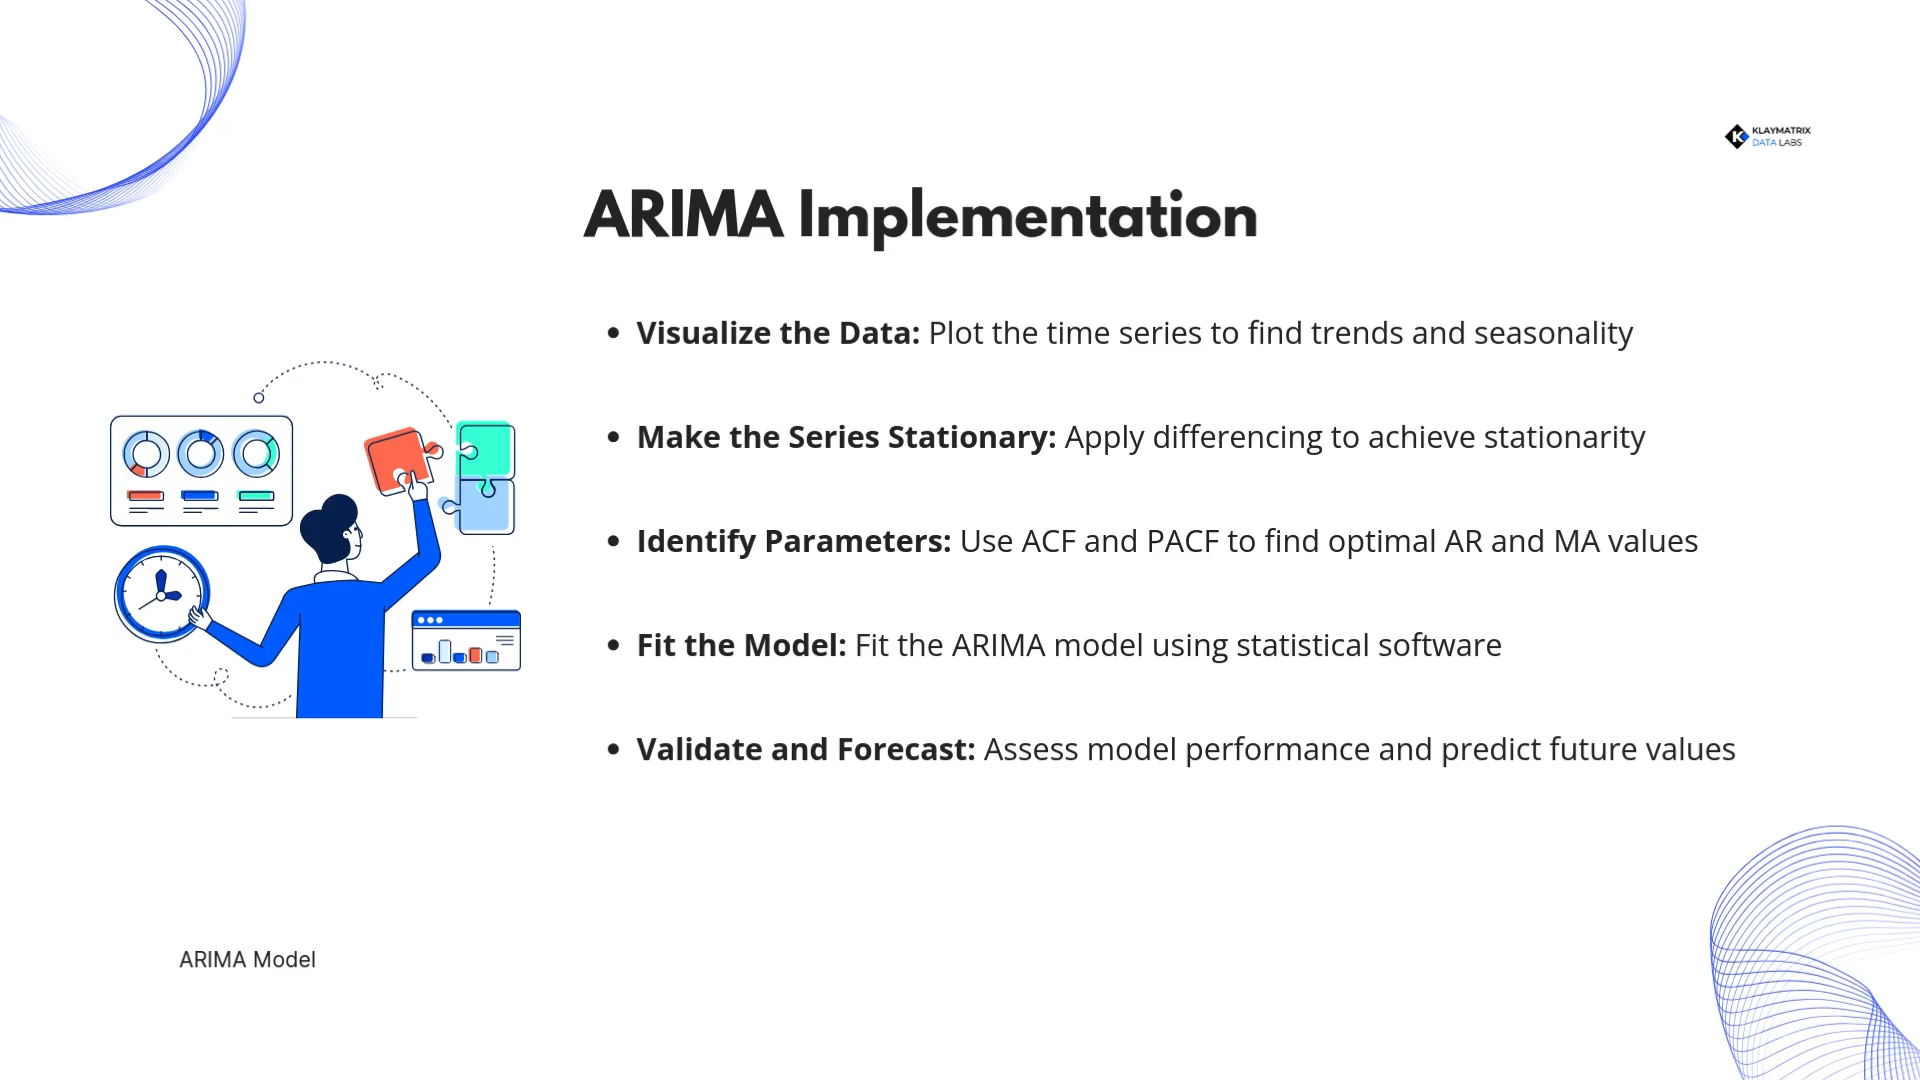 KLAYMATRIX
DATA LABS
ARIMA Implementation
• Visualize the Data: Plot the time series to find trends and seasonality
• Make the Series Stationary: Apply differencing to achieve stationarity
• Identify Parameters: Use ACF and PACF to find optimal AR and MA values
• Fit the Model: Fit the ARIMA model using statistical software
• Validate and Forecast: Assess model performance and predict future values
ARIMA Model